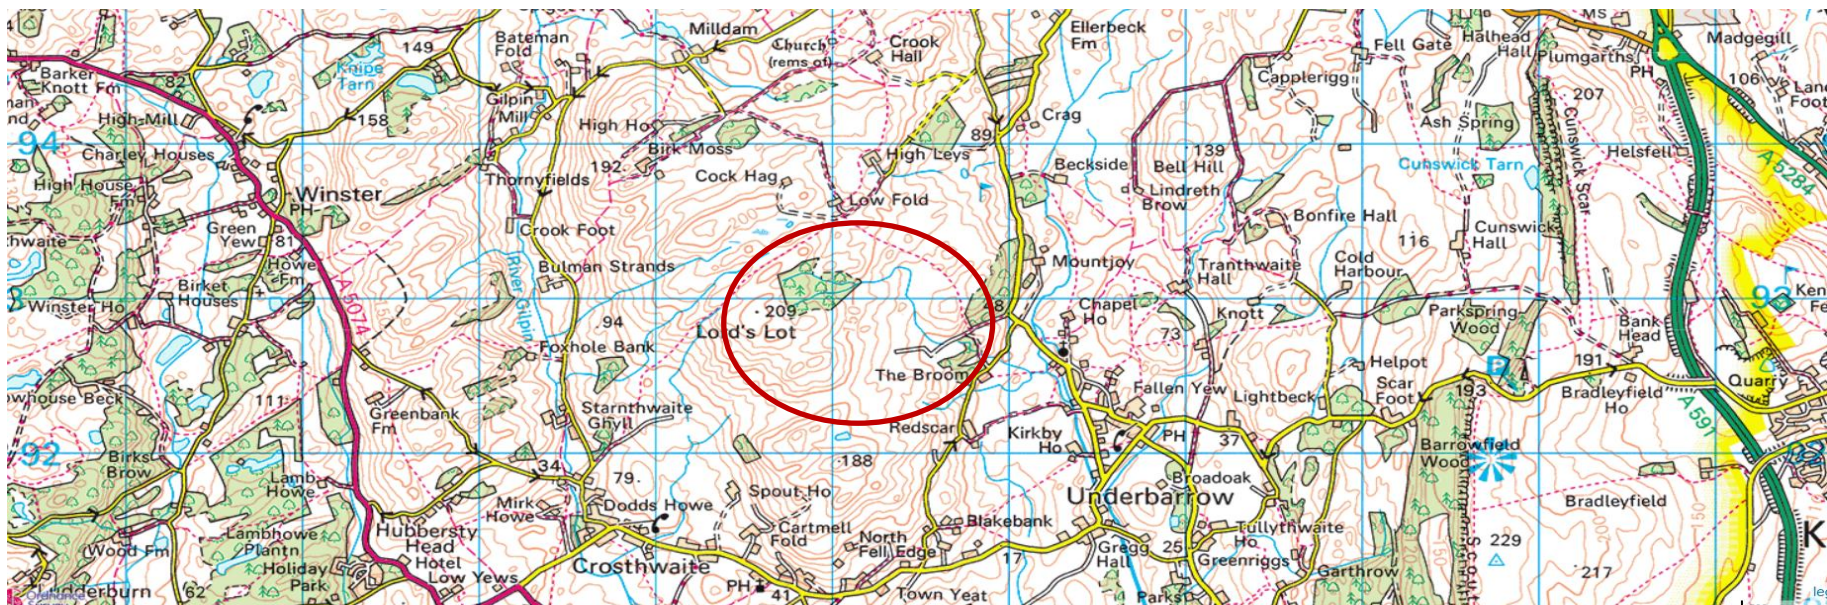 Milldam
Bateman
Fold
149
Church
(rems of)
Crook
Hall
Ellerbeck
Fm
Fell Gate
MS
Halhead
Hall
Plumgarths
PH
Madgegill
Barker
Knott Fm
82
Knipe
Tarn
Gilpin
Mill
Capplerigg
207
106
High Mill
158
High Ho
89
Crag
Ash Spring
Cunswick Scar
94
Charley Houses
192
Birk Moss
High Leys
Beckside
139
Bell Hill
Cunswick Tarn
Helsfell
A 5284
High House
Fm
Winster
PH
Thornyfields
Cock Hag
Low Fold
Lindreth
Brow
Green
Yew
81
Crook Foot
Bonfire Hall
116
Cunswick
Hall
Howe
Fm
A 5074
Bulman Strands
River Gilpin
Mountjoy
Tranthwaite
Hall
Cold
Harbour
Birket
Houses
Winster Ho
94
209
Lord's Lot
8
Chapel
Ho
73
Knott
Parkspring
Wood
Bank
Head
Foxhole Bank
The Broom
Helpot
191
Quarry
111
Greenbank
Fm
Starnthwaite
Ghyll
Fallen Yew
Lightbeck
Scar
Foot
193
Bradleyfield
Ho
A 591
92
Birks
Brow
Redscar
Kirkby
Ho
PH
37
Barrowfield
Wood
Lamb
Howe
34
79
188
Broadoak
Underbarrow
Bradleyfield
Mirk
Howe
Dodds Howe
Spout Ho
Hubbersty
Head
Hotel
Cartmell
Fold
Blakebank
Tullythwaite
Ho
229
Wood Fm
Lambhowe
Plantn
Holiday
Park
Crosthwaite
North
Fell Edge
17
Gregg
Hall
25
Greenriggs
Garthrow
217
62
Low Yews
PH
41
Town Yeat
Parks
Ordnance
Survey